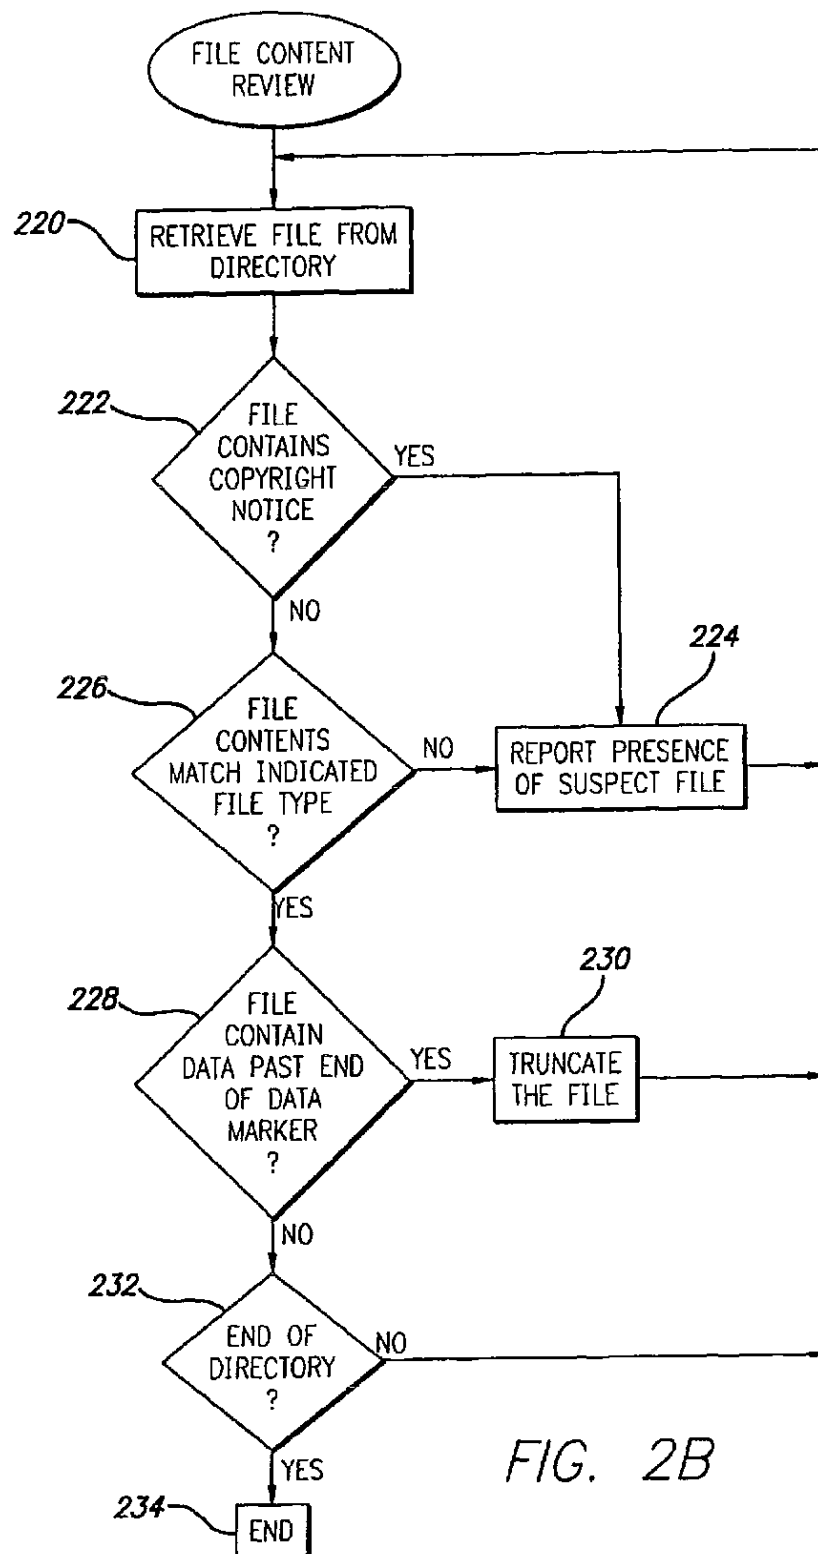 FILE CONTENT
REVIEW
220
RETRIEVE FILE FROM
DIRECTORY
222
FILE
CONTAINS
COPYRIGHT
NOTICE
?
YES
NO
224
226
FILE
CONTENTS
MATCH INDICATED
FILE TYPE
?
NO
REPORT PRESENCE
OF SUSPECT FILE
YES
228
FILE
CONTAIN
DATA PAST END
OF DATA
MARKER
?
YES
230
TRUNCATE
THE FILE
NO
232
END OF
DIRECTORY
?
NO
YES
234
END
FIG. 2B